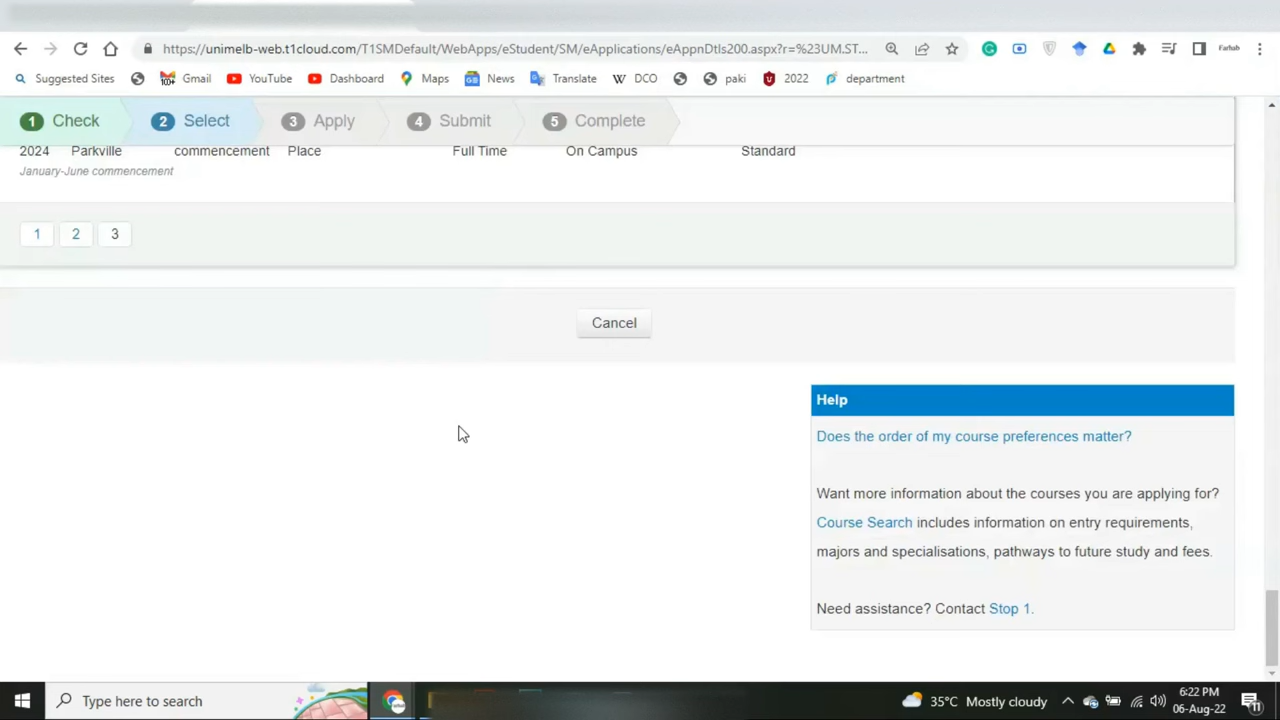 https://unimelb-web.t1cloud.com/T1SMDefault/WebApps/eStudent/SM/eApplications/eAppnDtls200.aspx?r=%23UM.ST...
Farhab
Suggested Sites
100+
Gmail
YouTube
Dashboard
Maps
News
Translate
W DCO
paki
2022
department
1 Check
2 Select
3 Apply
4 Submit
5 Complete
2024 Parkville commencement Place Full Time On Campus Standard
January-June commencement
1 2 3
Cancel
Help
Does the order of my course preferences matter?
Want more information about the courses you are applying for?
Course Search includes information on entry requirements,
majors and specialisations, pathways to future study and fees.
Need assistance? Contact Stop 1.
Type here to search
35°C Mostly cloudy
6:22 PM
06-Aug-22
11